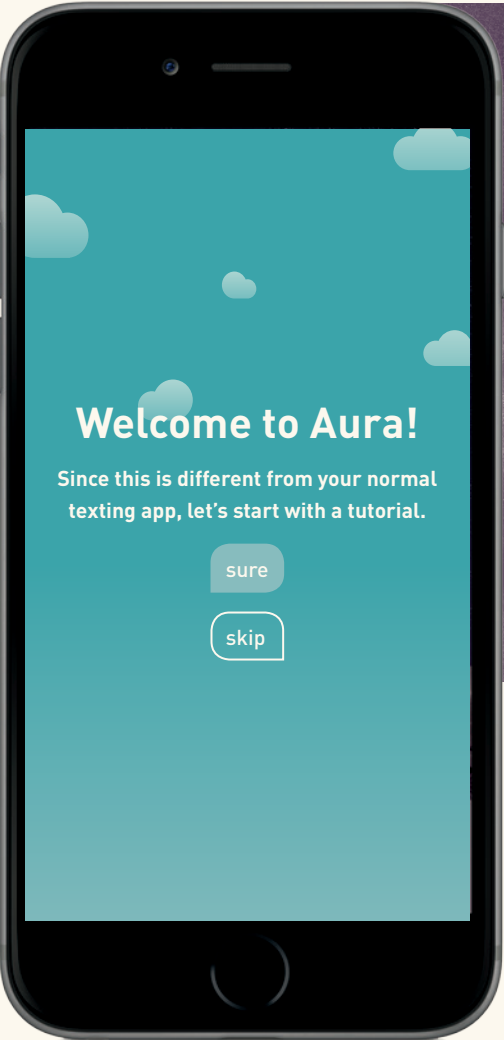 Welcome to Aura!
Since this is different from your normal
texting app, let’s start with a tutorial.
sure
skip